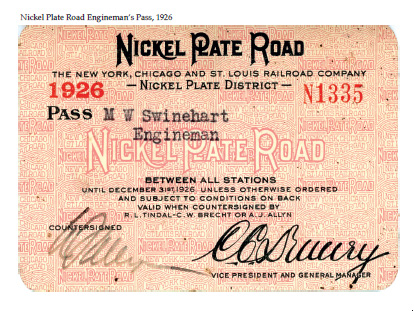 Nickel Plate Road Engineman's Pass, 1926
NICKEL PLATE ROAD
THE NEW YORK, CHICAGO AND ST. LOUIS RAILROAD COMPANY
1926 — NICKEL PLATE DISTRICT — N1335
PASS M W Swinehart
Engineman
NICKEL PLATE ROAD
BETWEEN ALL STATIONS
UNTIL DECEMBER 31ST, 1926. UNLESS OTHERWISE ORDERED
AND SUBJECT TO CONDITIONS ON BACK
VALID WHEN COUNTERSIGNED BY
R. L. TINDAL-C. W. BRECHT OR A. J. ALLYN
COUNTERSIGNED
VICE PRESIDENT AND GENERAL MANAGER